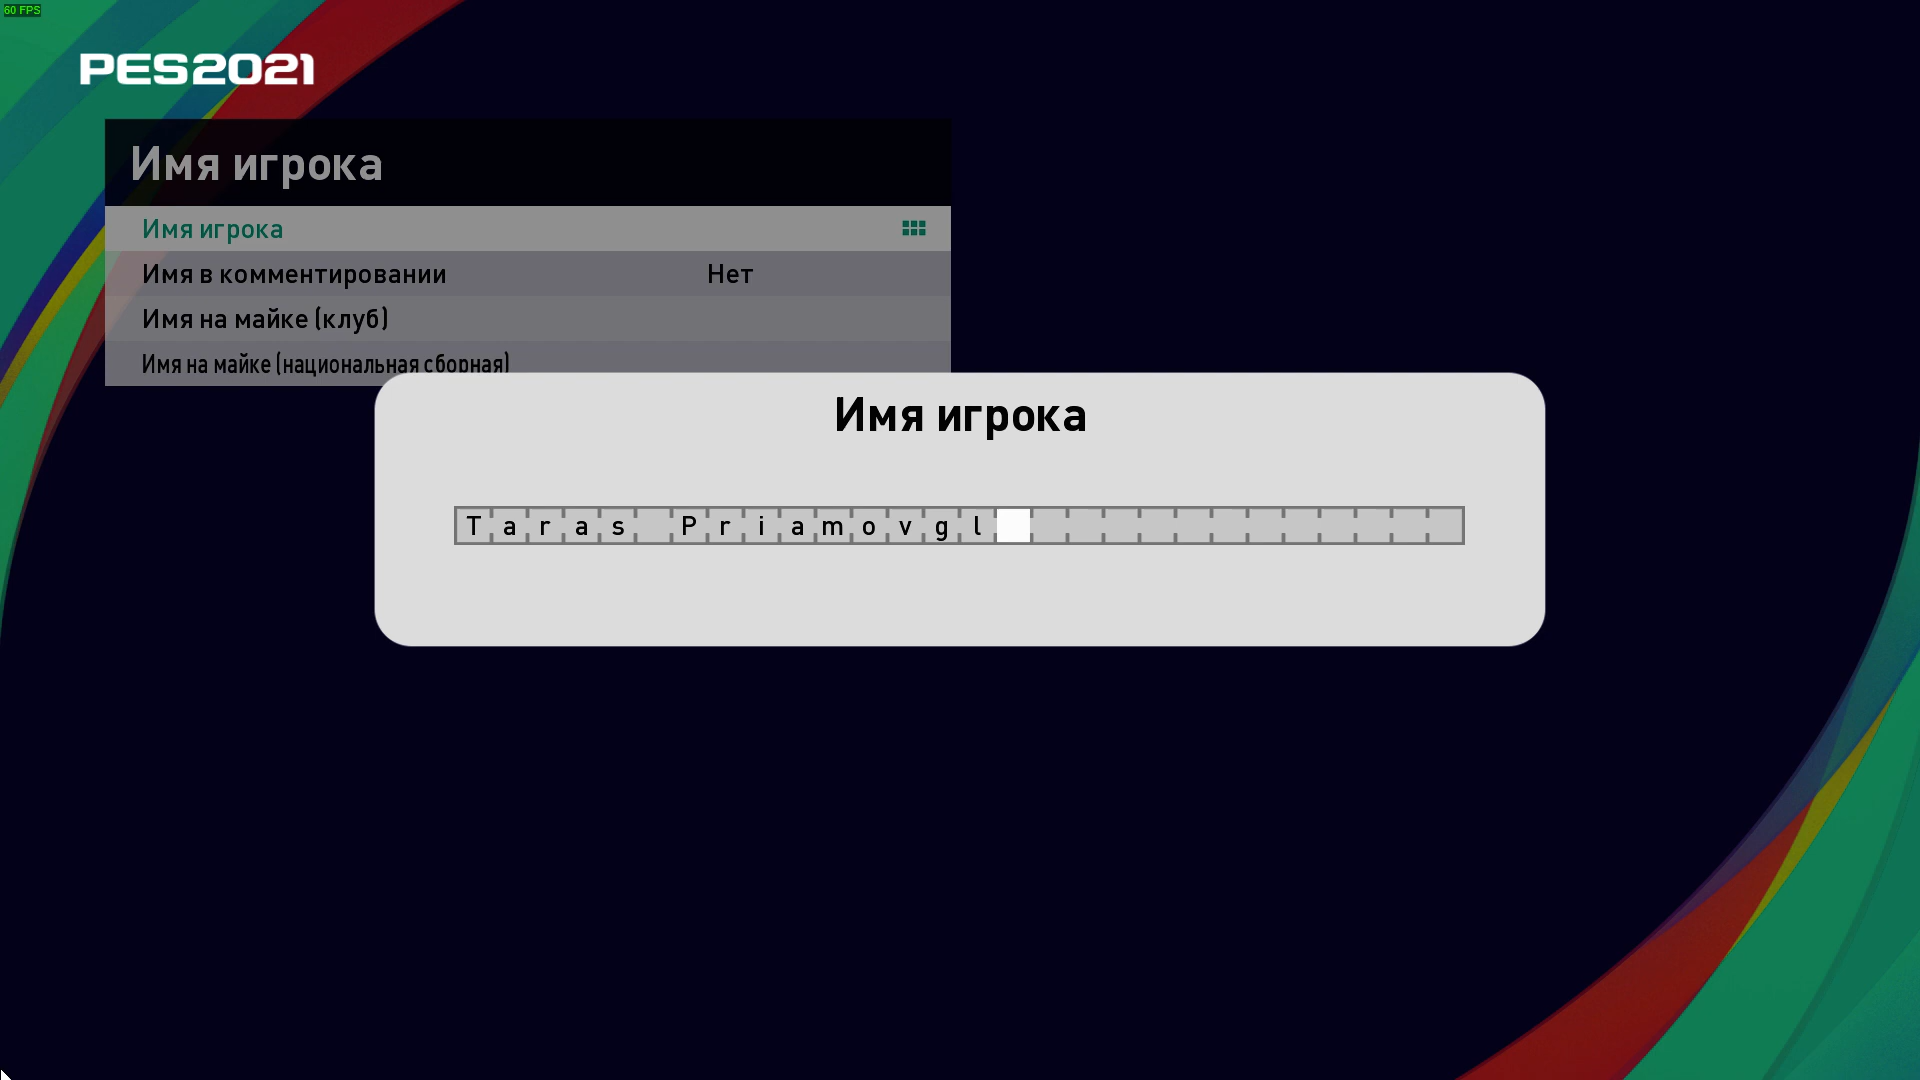 60 FPS
PES2021
Имя игрока
Имя игрока
Имя в комментировании Нет
Имя на майке (клуб)
Имя на майке (национальная сборная)
Имя игрока
Taras Priamovgl